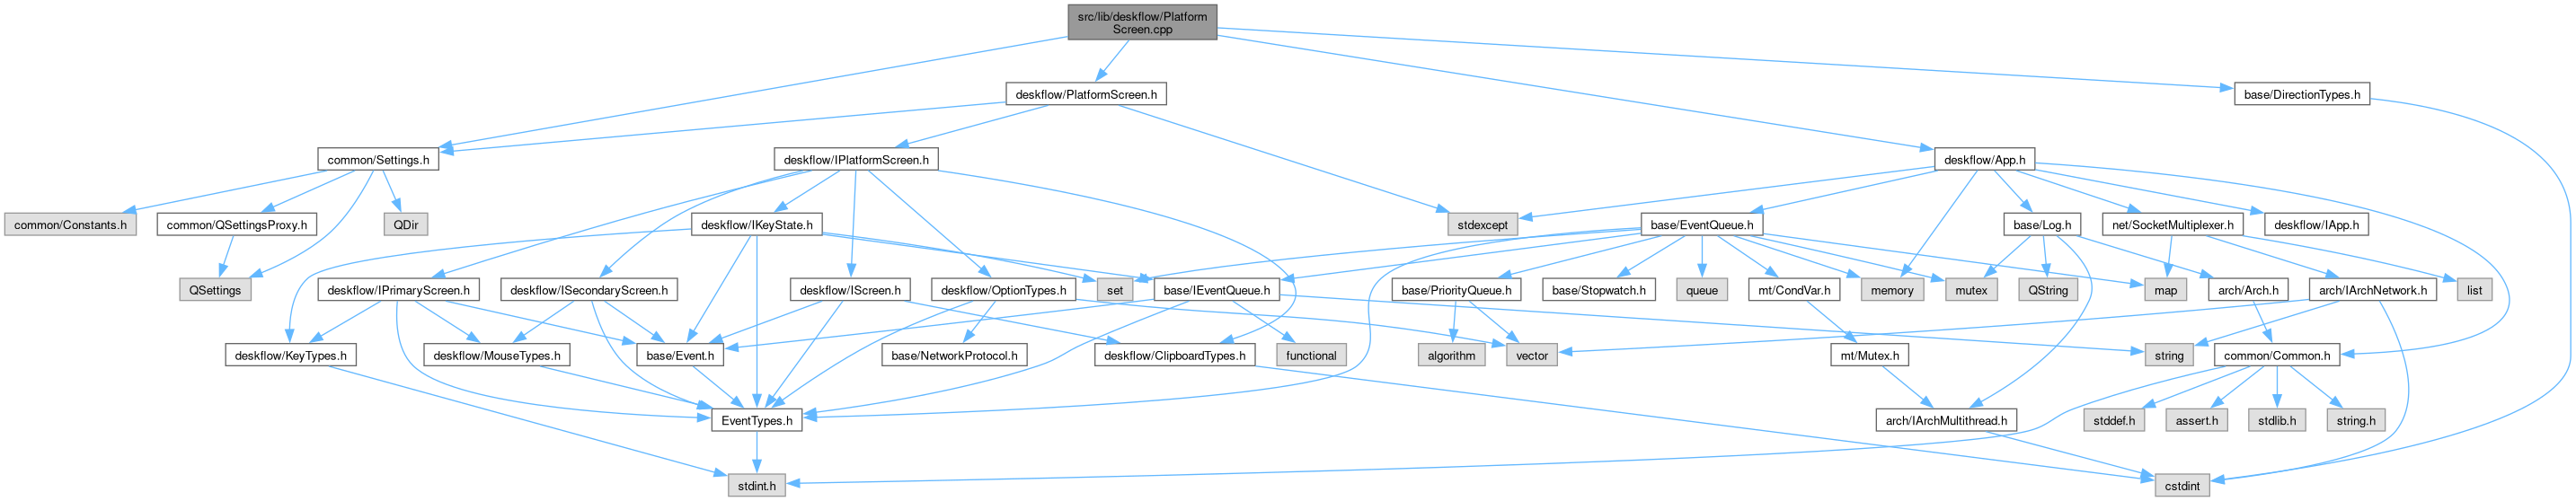 src/lib/deskflow/Platform
Screen.cpp
deskflow/PlatformScreen.h
base/DirectionTypes.h
common/Settings.h
deskflow/IPlatformScreen.h
deskflow/App.h
common/Constants.h
common/QSettingsProxy.h
QDir
deskflow/IKeyState.h
stdexcept
base/EventQueue.h
base/Log.h
net/SocketMultiplexer.h
deskflow/IApp.h
QSettings
deskflow/IPrimaryScreen.h
deskflow/ISecondaryScreen.h
deskflow/IScreen.h
deskflow/OptionTypes.h
set
base/IEventQueue.h
base/PriorityQueue.h
base/Stopwatch.h
queue
mt/CondVar.h
memory
mutex
QString
map
arch/Arch.h
arch/IArchNetwork.h
list
deskflow/KeyTypes.h
deskflow/MouseTypes.h
base/Event.h
base/NetworkProtocol.h
deskflow/ClipboardTypes.h
functional
algorithm
vector
mt/Mutex.h
string
common/Common.h
EventTypes.h
arch/IArchMultithread.h
stddef.h
assert.h
stdlib.h
string.h
stdint.h
cstdint